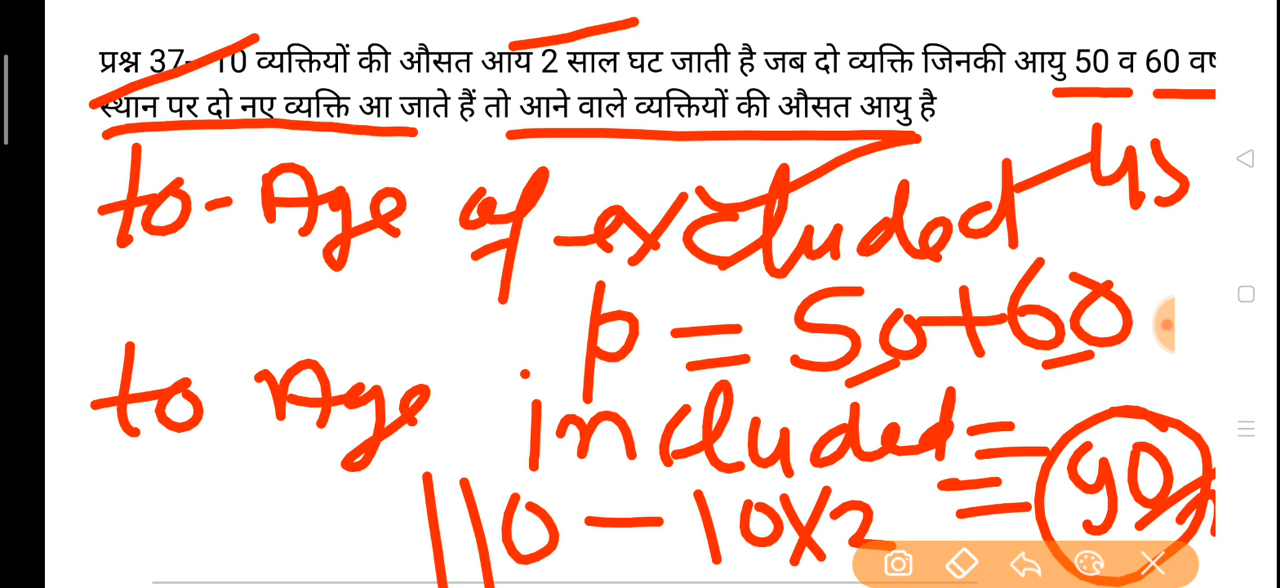 प्रश्न 37- 10 व्यक्तियों की औसत आय 2 साल घट जाती है जब दो व्यक्ति जिनकी आयु 50 व 60 वर्ष
स्थान पर दो नए व्यक्ति आ जाते हैं तो आने वाले व्यक्तियों की औसत आयु है
to-Age of excluded 45
p = 50+60
to Age included =
110 - 10x2 = 90